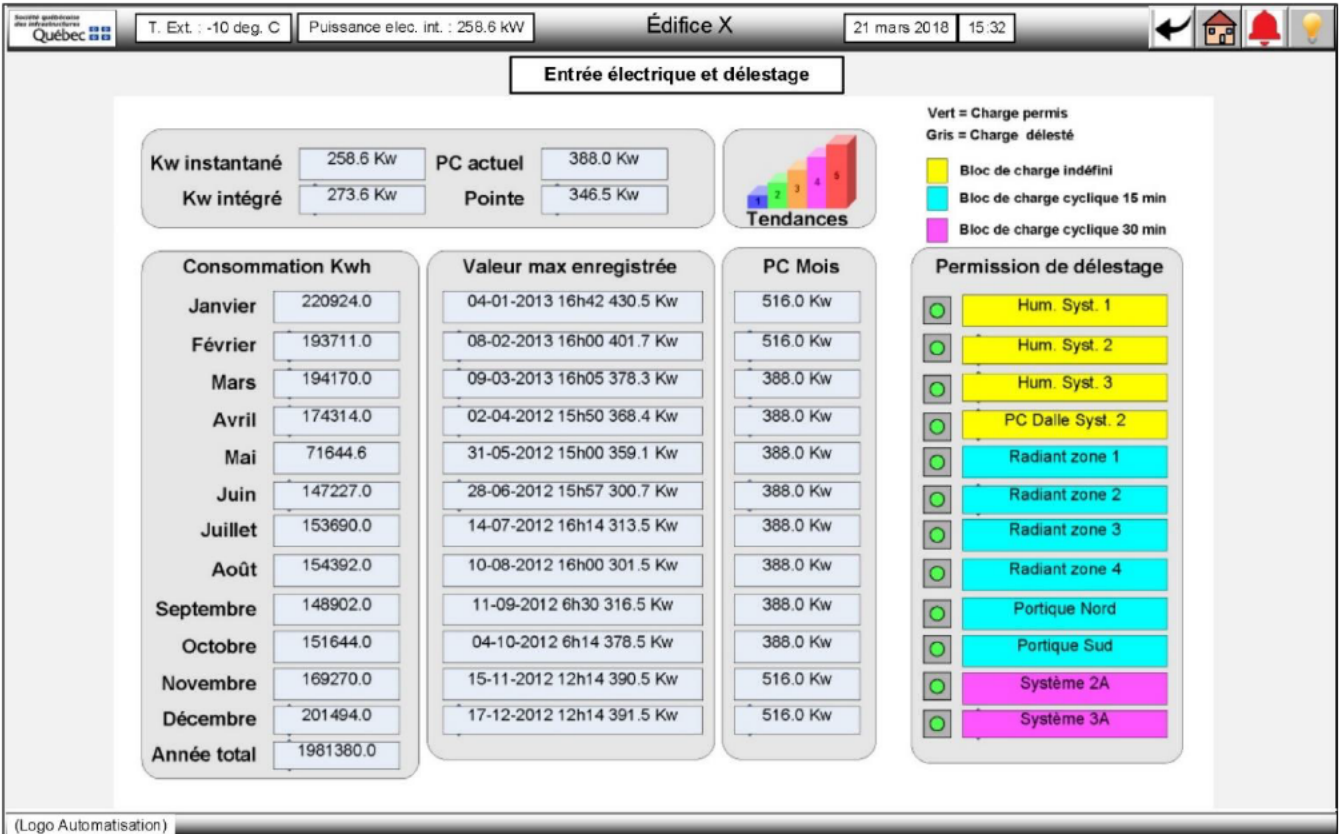 Société québécoise
des infrastructures
Québec
T. Ext. : -10 deg. C
Puissance elec. int. : 258.6 kW
Édifice X
21 mars 2018 15:32
Entrée électrique et délestage
Kw instantané 258.6 Kw PC actuel 388.0 Kw
Kw intégré 273.6 Kw Pointe 346.5 Kw
1 2 3 4 5
Tendances
Vert = Charge permis
Gris = Charge délesté
Bloc de charge indéfini
Bloc de charge cyclique 15 min
Bloc de charge cyclique 30 min
Consommation Kwh Valeur max enregistrée PC Mois Permission de délestage
Janvier 220924.0 04-01-2013 16h42 430.5 Kw 516.0 Kw Hum. Syst. 1
Février 193711.0 08-02-2013 16h00 401.7 Kw 516.0 Kw Hum. Syst. 2
Mars 194170.0 09-03-2013 16h05 378.3 Kw 388.0 Kw Hum. Syst. 3
Avril 174314.0 02-04-2012 15h50 368.4 Kw 388.0 Kw PC Dalle Syst. 2
Mai 71644.6 31-05-2012 15h00 359.1 Kw 388.0 Kw Radiant zone 1
Juin 147227.0 28-06-2012 15h57 300.7 Kw 388.0 Kw Radiant zone 2
Juillet 153690.0 14-07-2012 16h14 313.5 Kw 388.0 Kw Radiant zone 3
Août 154392.0 10-08-2012 16h00 301.5 Kw 388.0 Kw Radiant zone 4
Septembre 148902.0 11-09-2012 6h30 316.5 Kw 388.0 Kw Portique Nord
Octobre 151644.0 04-10-2012 6h14 378.5 Kw 388.0 Kw Portique Sud
Novembre 169270.0 15-11-2012 12h14 390.5 Kw 516.0 Kw Système 2A
Décembre 201494.0 17-12-2012 12h14 391.5 Kw 516.0 Kw Système 3A
Année total 1981380.0
(Logo Automatisation)